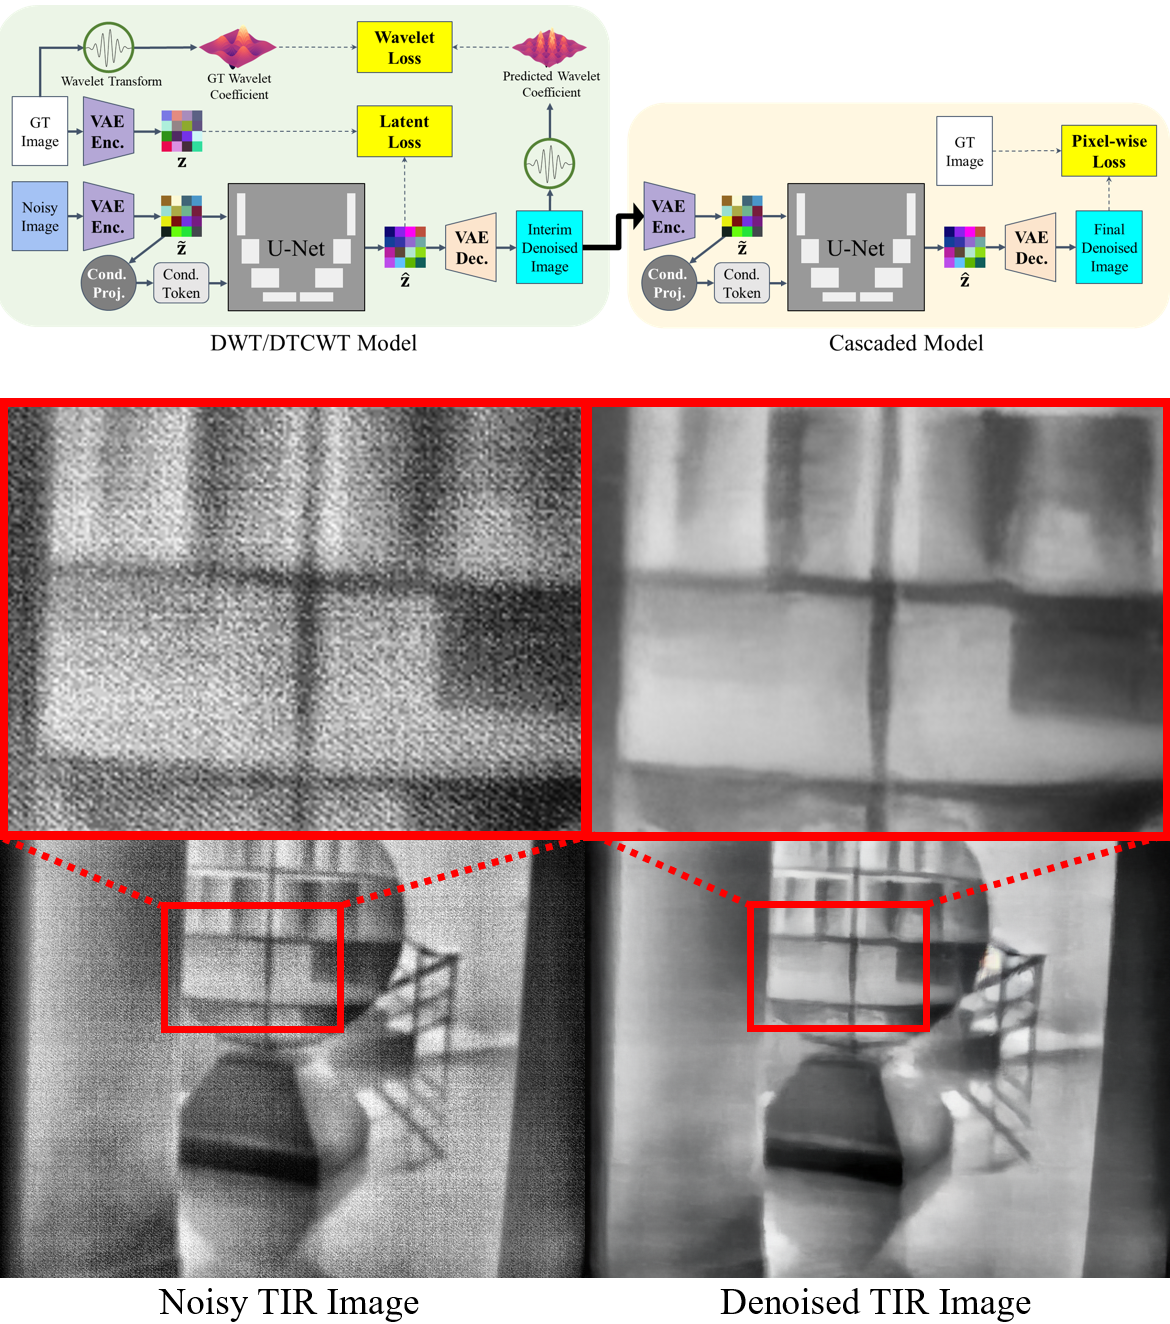 Wavelet Transform
GT Wavelet
Coefficient
Wavelet
Loss
Predicted Wavelet
Coefficient
GT
Image
VAE
Enc.
z
Latent
Loss
Noisy
Image
VAE
Enc.
z̃
Cond.
Proj.
Cond.
Token
U-Net
ẑ
VAE
Dec.
Interim
Denoised
Image
DWT/DTCWT Model
GT
Image
Pixel-wise
Loss
VAE
Enc.
z̃
Cond.
Proj.
Cond.
Token
U-Net
ẑ
VAE
Dec.
Final
Denoised
Image
Cascaded Model
Noisy TIR Image
Denoised TIR Image